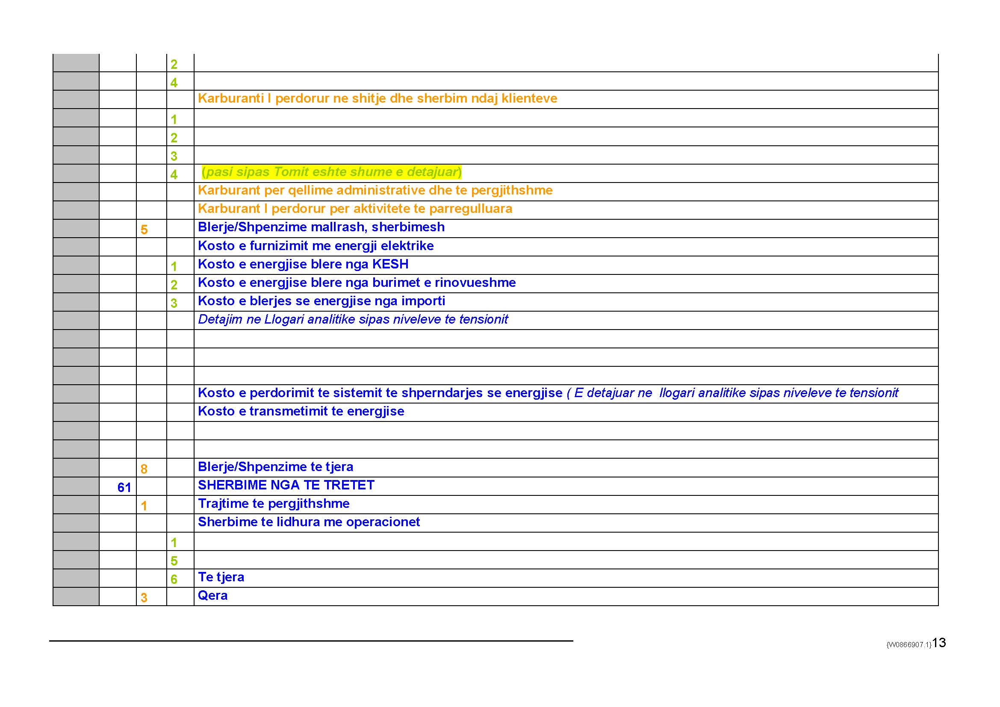 2
4
Karburanti I perdorur ne shitje dhe sherbim ndaj klienteve
1
2
3
4 (pasi sipas Tomit eshte shume e detajuar)
Karburant per qellime administrative dhe te pergjithshme
Karburant I perdorur per aktivitete te parregulluara
5 Blerje/Shpenzime mallrash, sherbimesh
Kosto e furnizimit me energji elektrike
1 Kosto e energjise blere nga KESH
2 Kosto e energjise blere nga burimet e rinovueshme
3 Kosto e blerjes se energjise nga importi
Detajim ne Llogari analitike sipas niveleve te tensionit
Kosto e perdorimit te sistemit te shperndarjes se energjise ( E detajuar ne llogari analitike sipas niveleve te tensionit
Kosto e transmetimit te energjise
8 Blerje/Shpenzime te tjera
61 SHERBIME NGA TE TRETET
1 Trajtime te pergjithshme
Sherbime te lidhura me operacionet
1
5
6 Te tjera
3 Qera
{W0866907.1}13